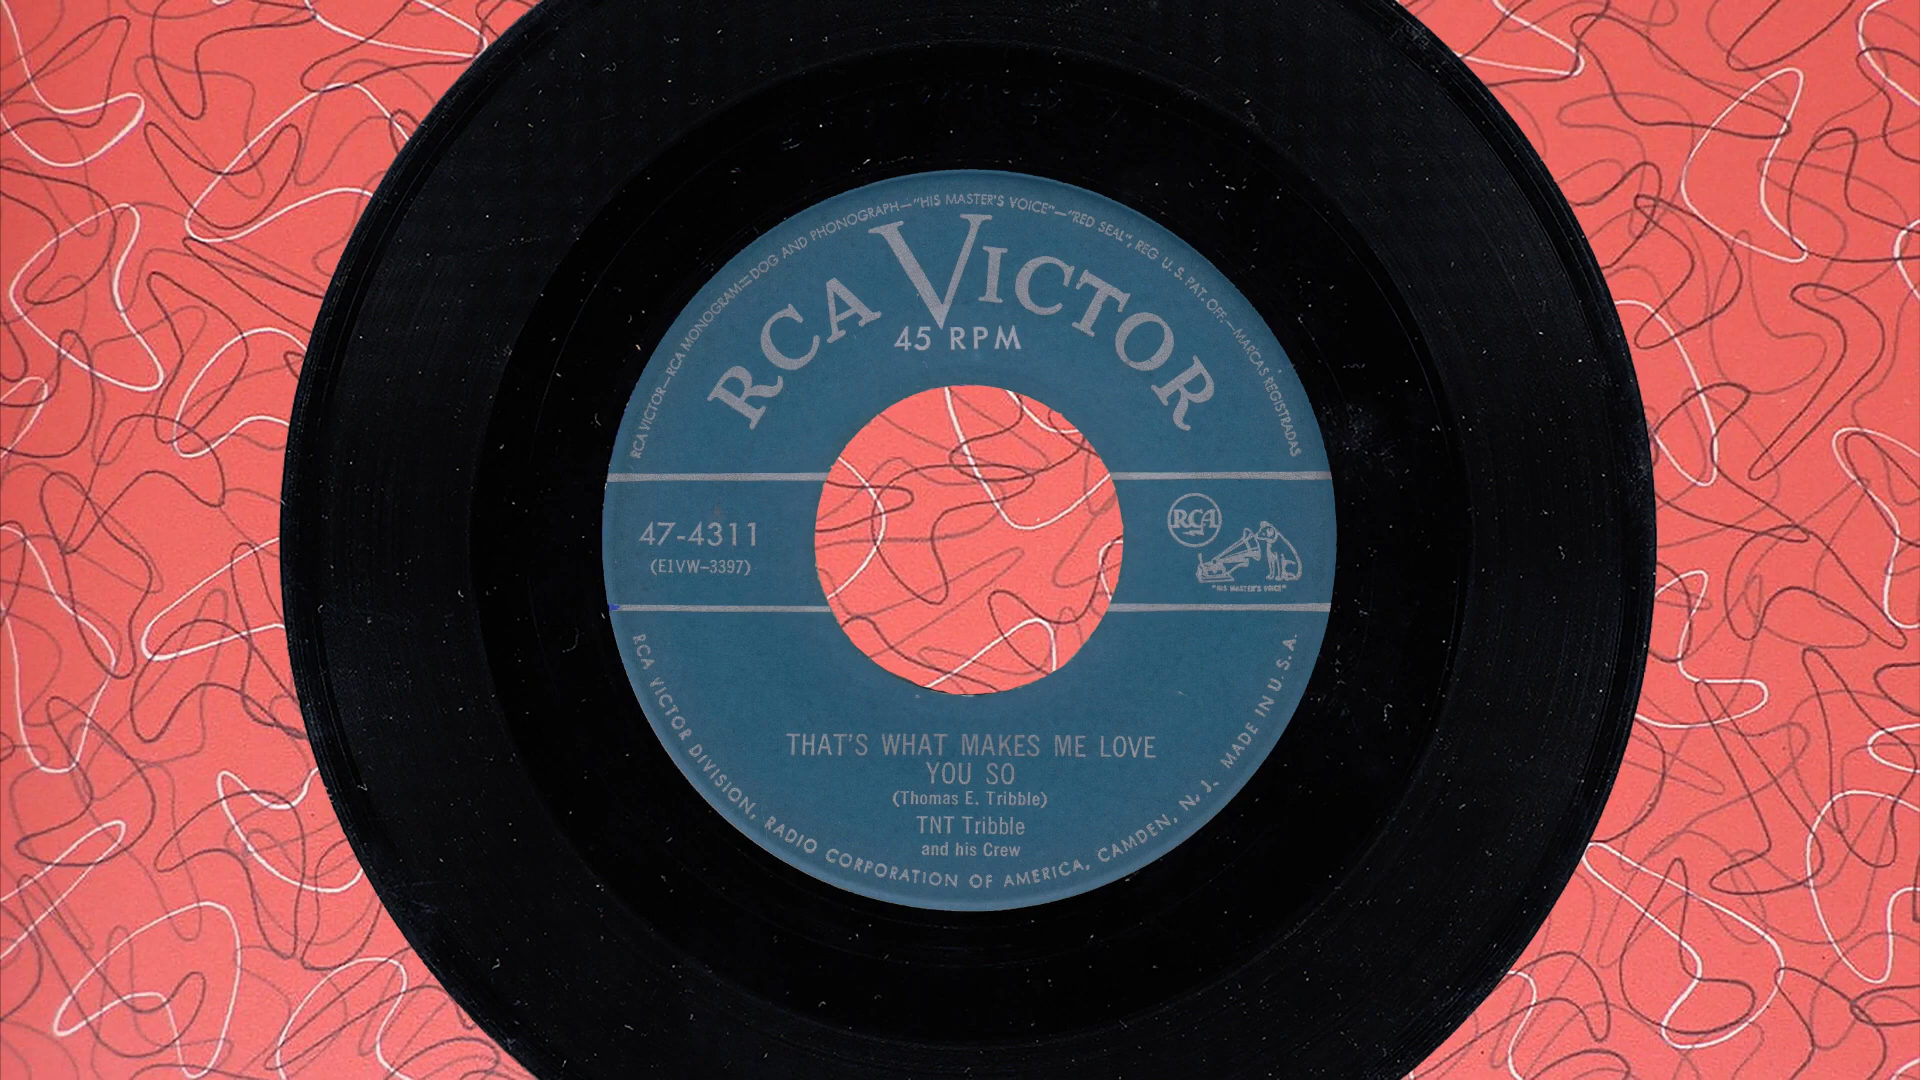 RCA VICTOR—RCA MONOGRAM—DOG AND PHONOGRAPH—"HIS MASTER'S VOICE"—"RED SEAL", REG U.S. PAT. OFF.—MARCAS REGISTRADAS
RCA VICTOR
45 RPM
47-4311
(E1VW-3397)
RCA
"HIS MASTER'S VOICE"
THAT'S WHAT MAKES ME LOVE
YOU SO
(Thomas E. Tribble)
TNT Tribble
and his Crew
RCA VICTOR DIVISION, RADIO CORPORATION OF AMERICA, CAMDEN, N. J. MADE IN U. S. A.